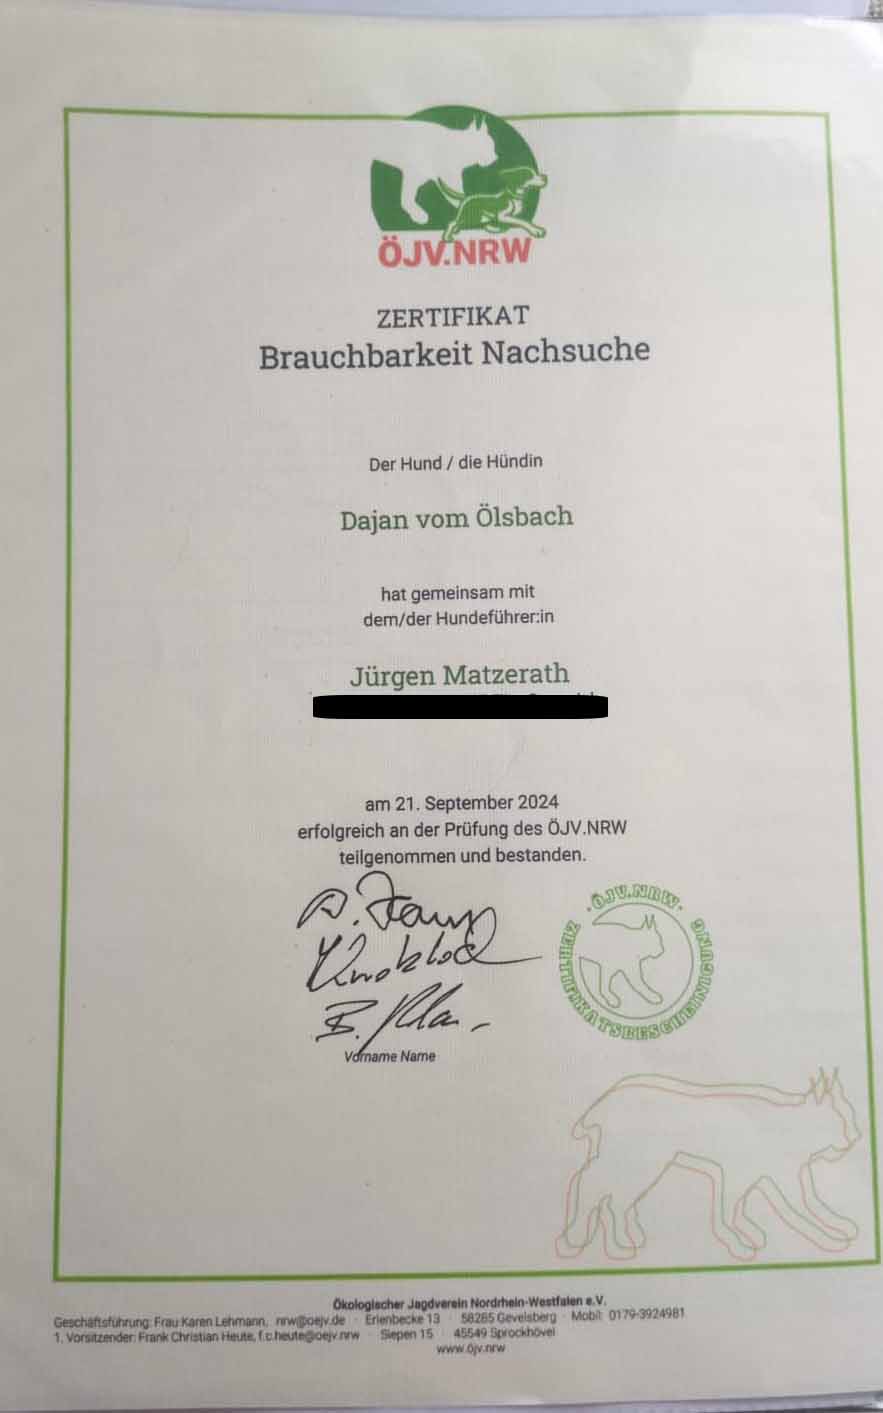 ÖJV.NRW
ZERTIFIKAT
Brauchbarkeit Nachsuche
Der Hund / die Hündin
Dajan vom Ölsbach
hat gemeinsam mit
dem/der Hundeführer:in
Jürgen Matzerath
am 21. September 2024
erfolgreich an der Prüfung des ÖJV.NRW
teilgenommen und bestanden.
Knobloch
B.
Vorname Name
· ÖJV.NRW ·
ZERTIFIKATSBESCHEINIGUNG
Ökologischer Jagdverein Nordrhein-Westfalen e.V.
Geschäftsführung: Frau Karen Lehmann, nrw@oejv.de · Erlenbecke 13 · 58285 Gevelsberg · Mobil: 0179-3924981
1. Vorsitzender: Frank Christian Heute, f.c.heute@oejv.nrw · Siepen 15 · 45549 Sprockhövel
www.öjv.nrw